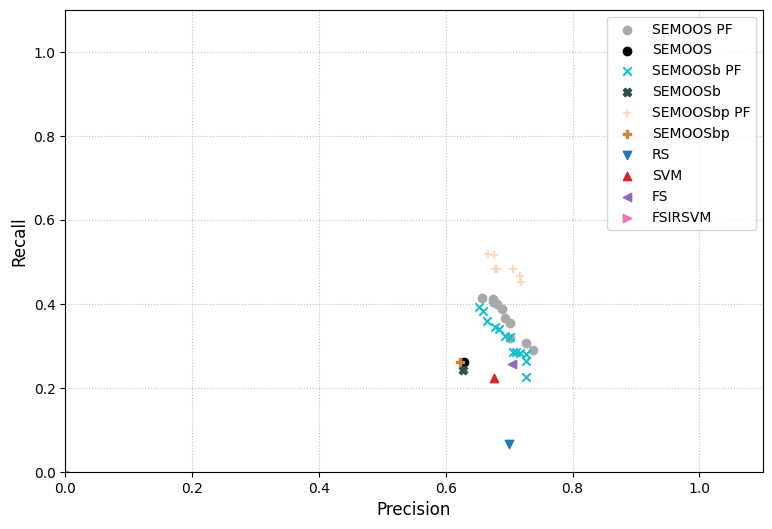 1.0
0.8
0.6
0.4
0.2
0.0
Recall
0.0 0.2 0.4 0.6 0.8 1.0
Precision
SEMOOS PF
SEMOOS
SEMOOSb PF
SEMOOSb
SEMOOSbp PF
SEMOOSbp
RS
SVM
FS
FSIRSVM